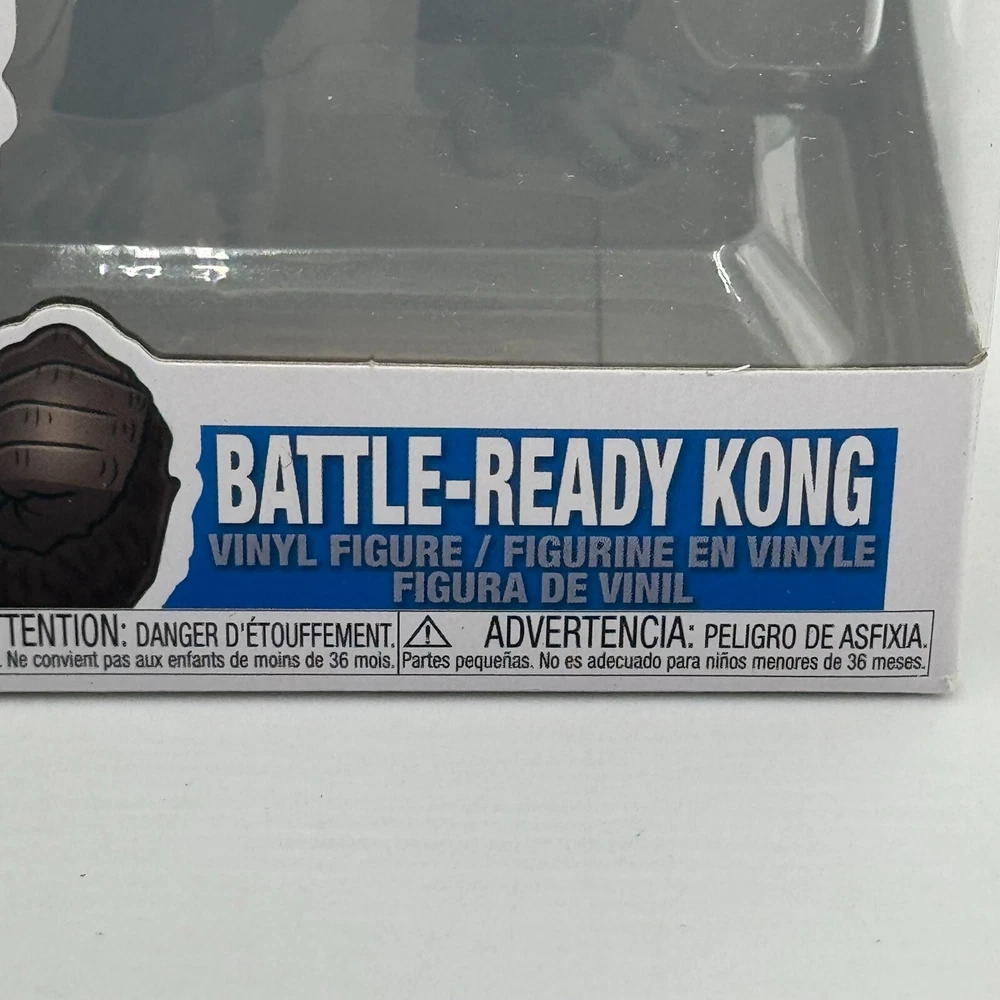 BATTLE-READY KONG
VINYL FIGURE / FIGURINE EN VINYLE
FIGURA DE VINIL
TTENTION: DANGER D'ÉTOUFFEMENT.
. Ne convient pas aux enfants de moins de 36 mois.
ADVERTENCIA: PELIGRO DE ASFIXIA.
Partes pequeñas. No es adecuado para niños menores de 36 meses.